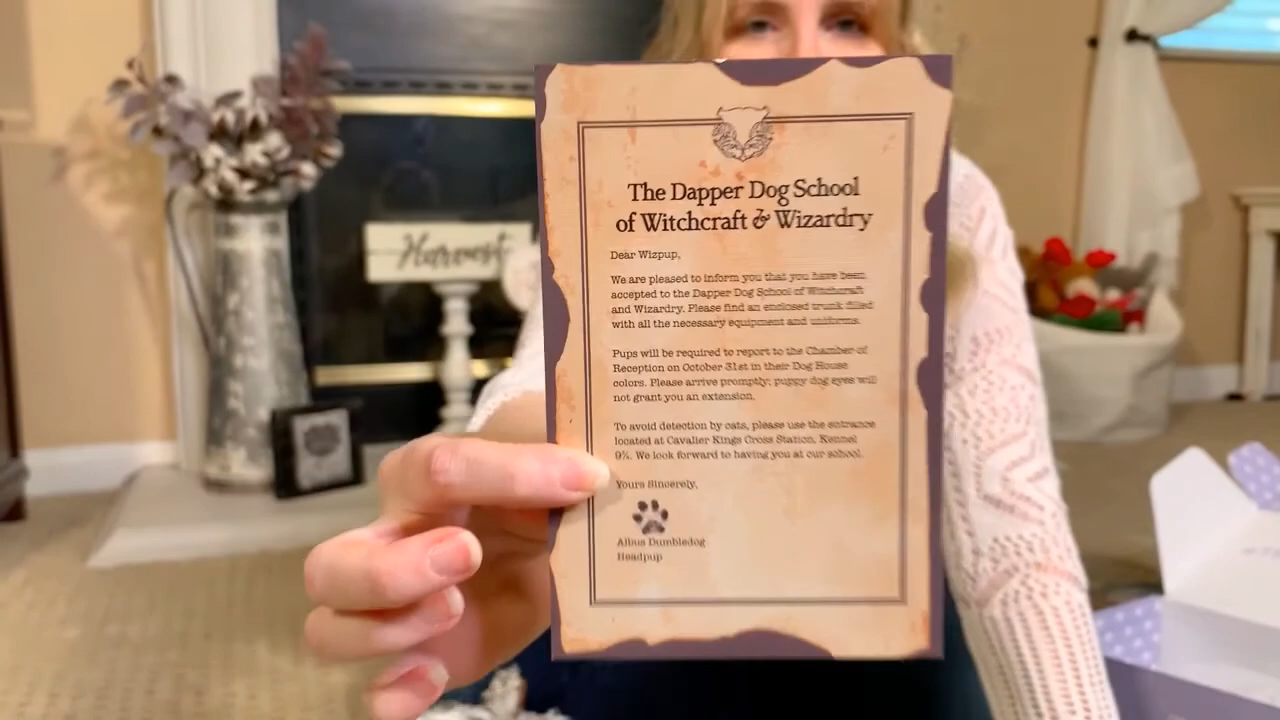 Harvest
The Dapper Dog School
of Witchcraft & Wizardry
Dear Wizpup,
We are pleased to inform you that you have been
accepted to the Dapper Dog School of Witchcraft
and Wizardry. Please find an enclosed trunk filled
with all the necessary equipment and uniforms.
Pups will be required to report to the Chamber of
Reception on October 31st in their Dog House
colors. Please arrive promptly; puppy dog eyes will
not grant you an extension.
To avoid detection by cats, please use the entrance
located at Cavalier Kings Cross Station, Kennel
9¾. We look forward to having you at our school.
Yours Sincerely,
Albus Dumbledog
Headpup